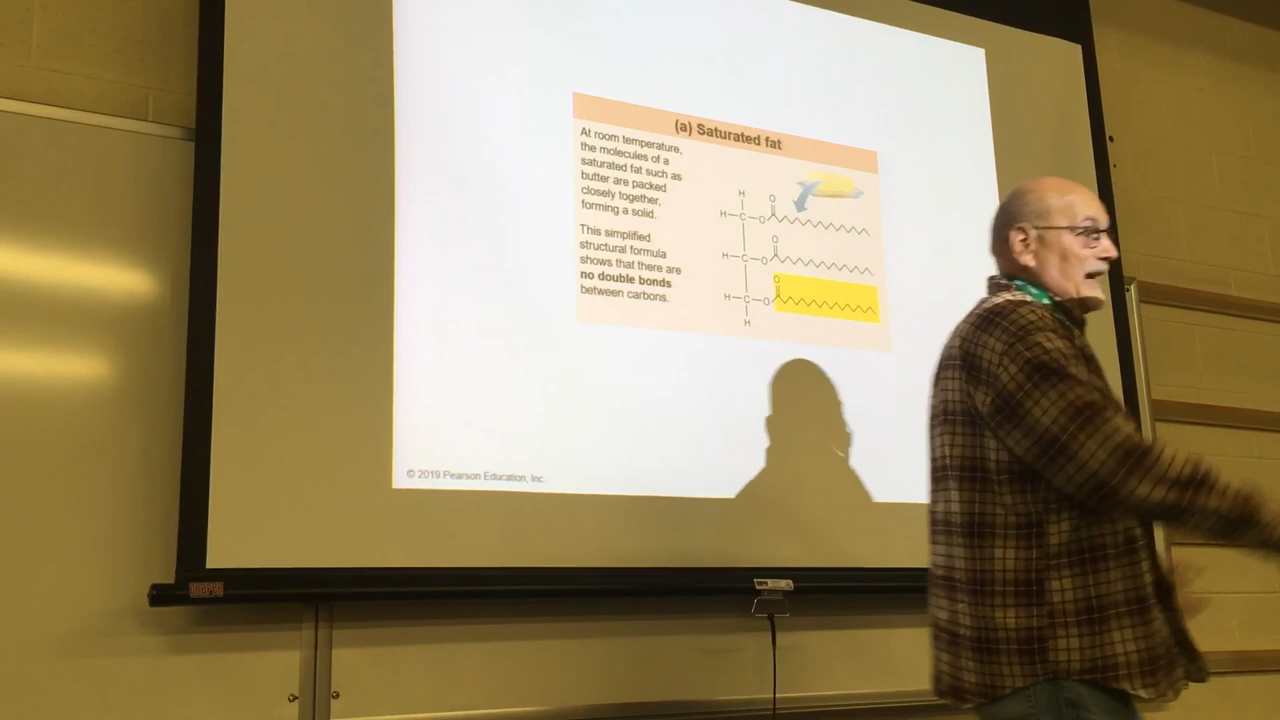 (a) Saturated fat
At room temperature,
the molecules of a
saturated fat such as
butter are packed
closely together,
forming a solid.
This simplified
structural formula
shows that there are
no double bonds
between carbons.
H
O
H C O
O
H C O
O
H C O
H
© 2019 Pearson Education, Inc.
DRAPER